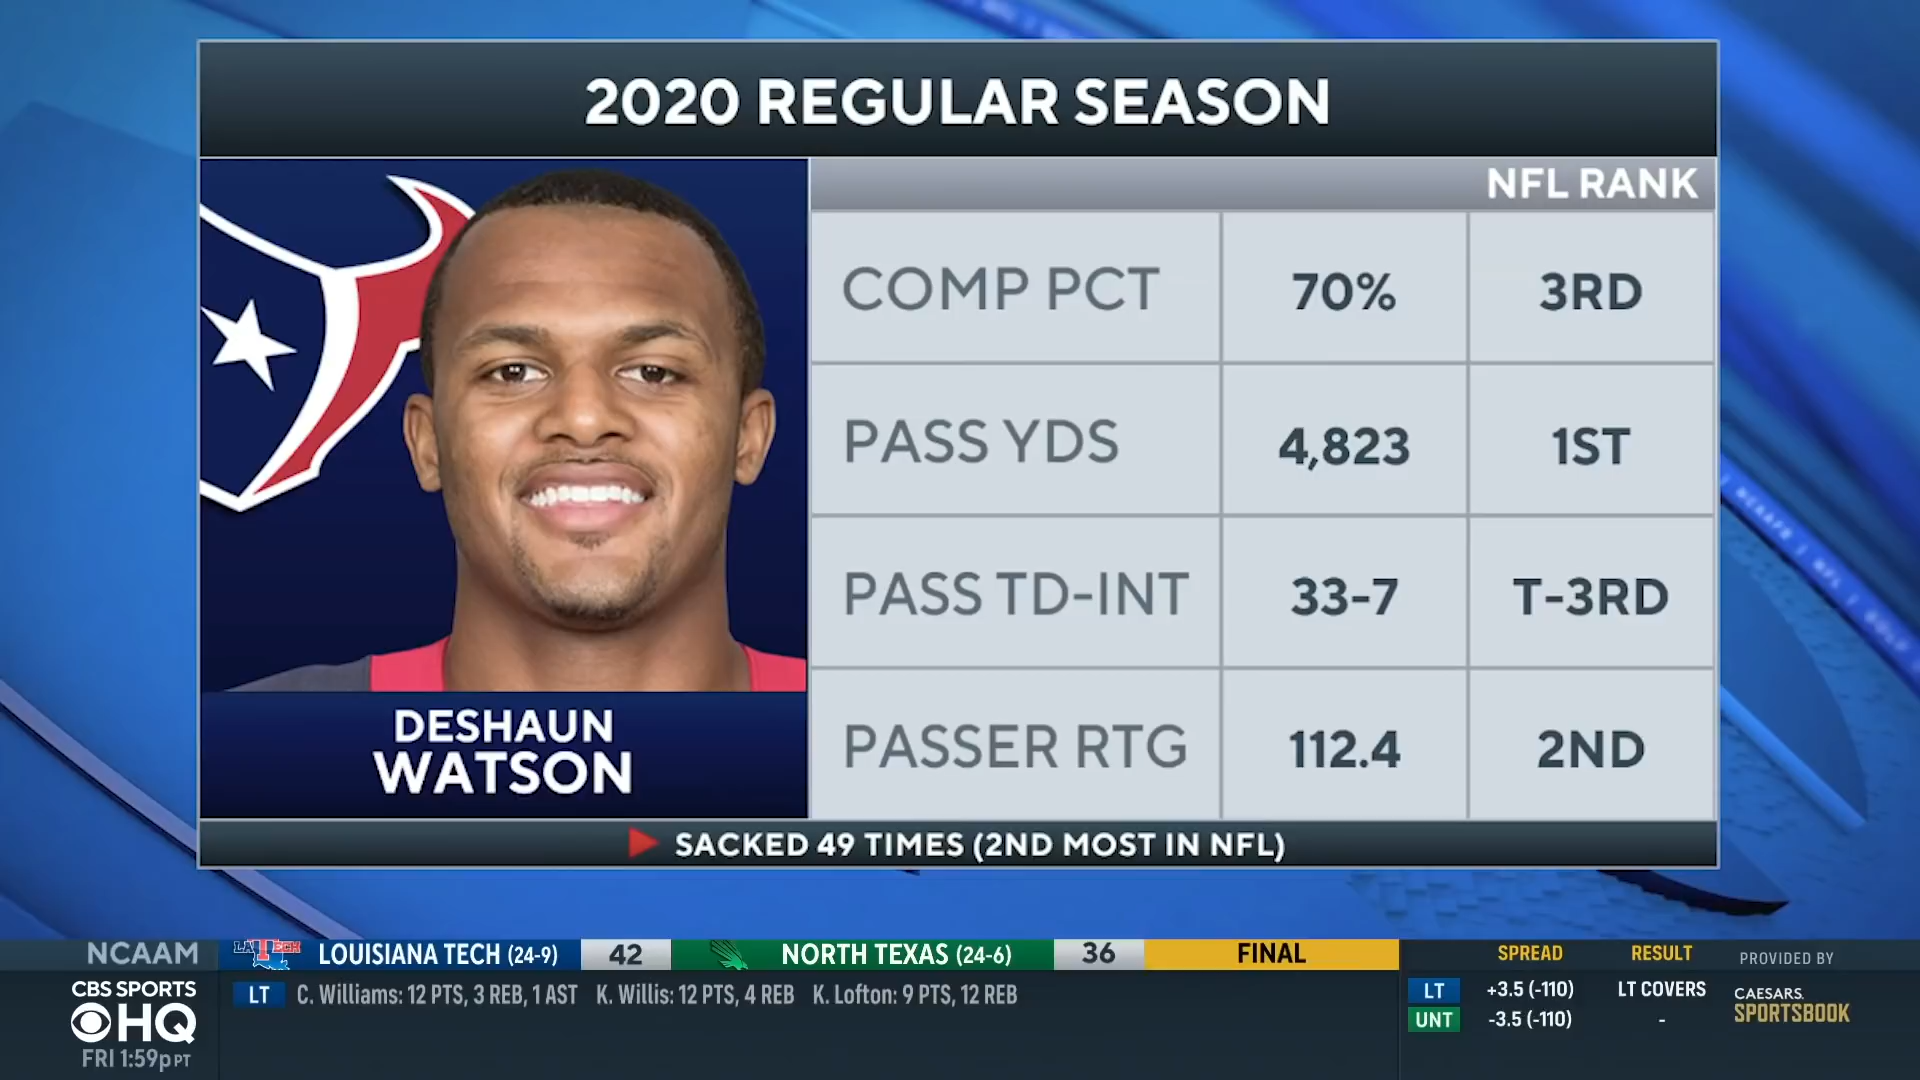 2020 REGULAR SEASON
NFL RANK
COMP PCT 70% 3RD
PASS YDS 4,823 1ST
PASS TD-INT 33-7 T-3RD
PASSER RTG 112.4 2ND
DESHAUN
WATSON
SACKED 49 TIMES (2ND MOST IN NFL)
NCAAM LA TECH LOUISIANA TECH (24-9) 42 NORTH TEXAS (24-6) 36 FINAL
LT C. Williams: 12 PTS, 3 REB, 1 AST K. Willis: 12 PTS, 4 REB K. Lofton: 9 PTS, 12 REB
SPREAD RESULT
LT +3.5 (-110) LT COVERS
UNT -3.5 (-110) -
PROVIDED BY
CAESARS
SPORTSBOOK
CBS SPORTS
HQ
FRI 1:59p PT